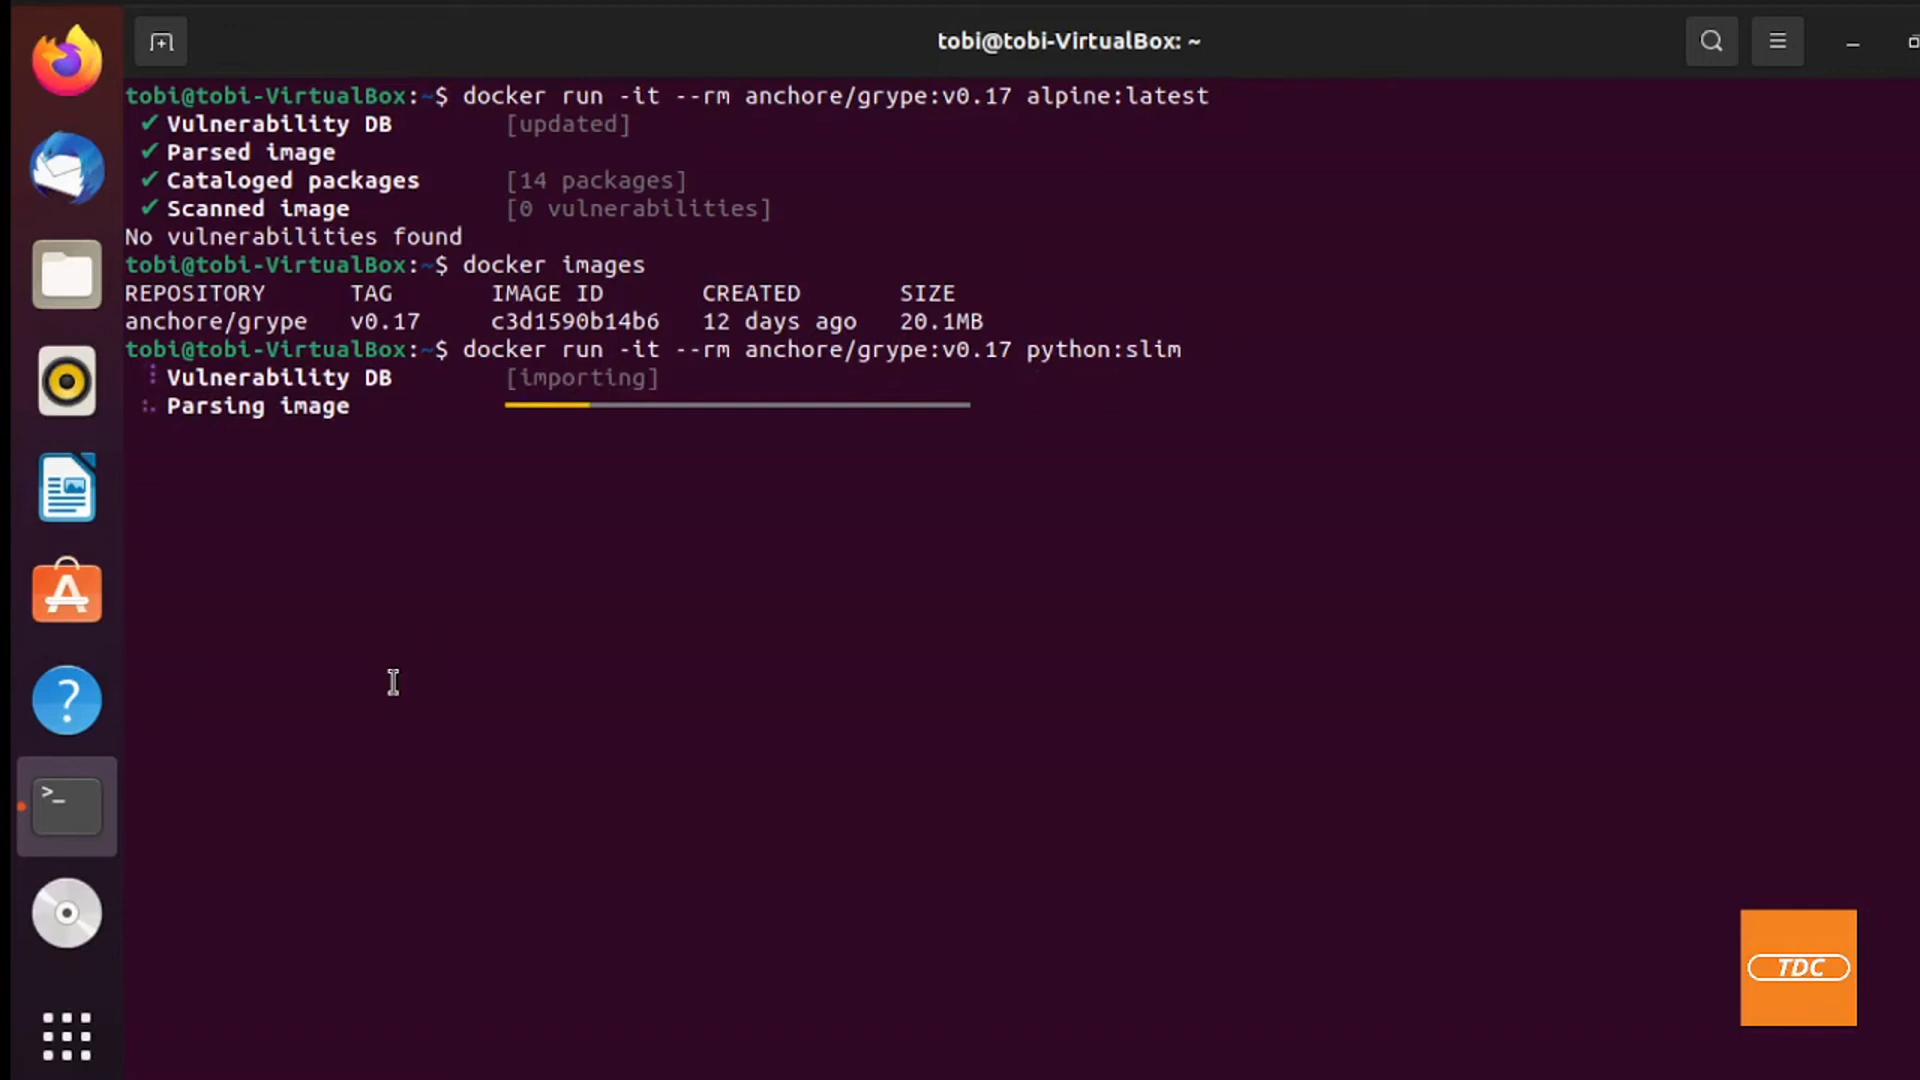 tobi@tobi-VirtualBox: ~
tobi@tobi-VirtualBox:~$ docker run -it --rm anchore/grype:v0.17 alpine:latest
✔ Vulnerability DB [updated]
✔ Parsed image
✔ Cataloged packages [14 packages]
✔ Scanned image [0 vulnerabilities]
No vulnerabilities found
tobi@tobi-VirtualBox:~$ docker images
REPOSITORY TAG IMAGE ID CREATED SIZE
anchore/grype v0.17 c3d1590b14b6 12 days ago 20.1MB
tobi@tobi-VirtualBox:~$ docker run -it --rm anchore/grype:v0.17 python:slim
Vulnerability DB [importing]
Parsing image
TDC